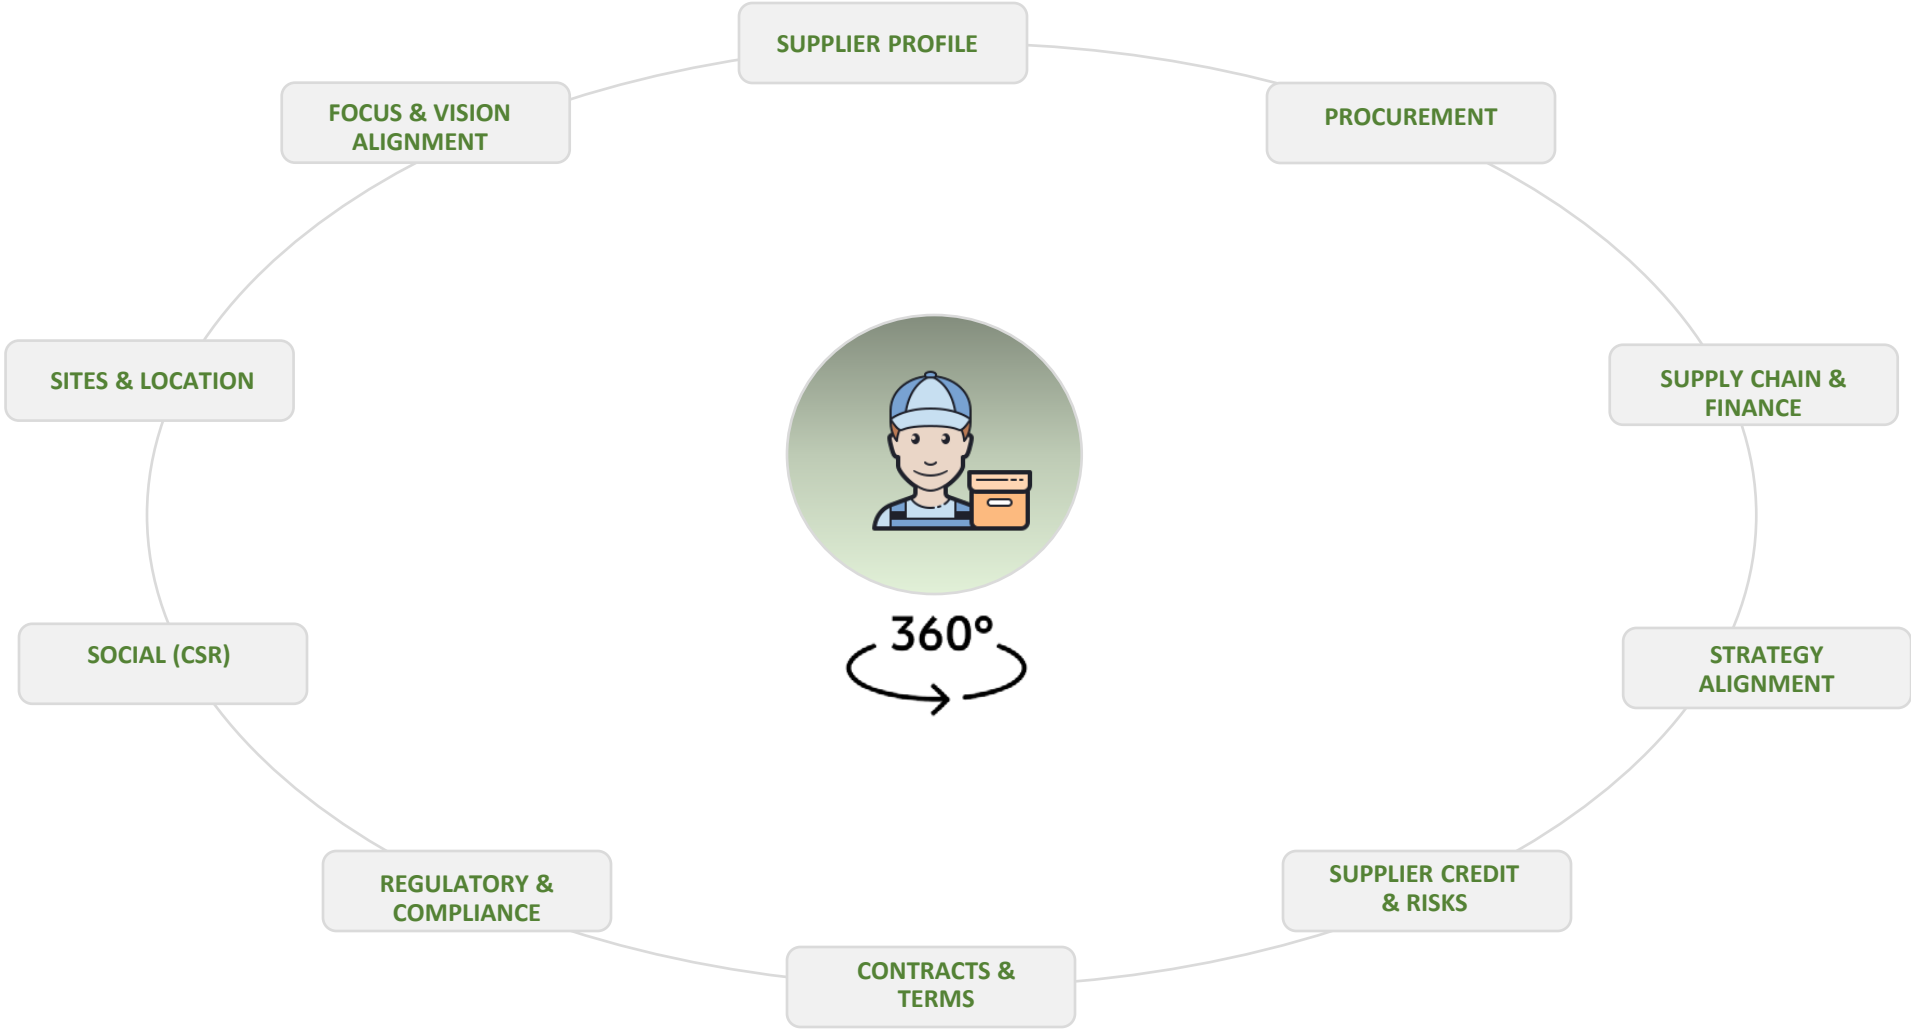 SUPPLIER PROFILE
FOCUS & VISION
ALIGNMENT
PROCUREMENT
SITES & LOCATION
SUPPLY CHAIN &
FINANCE
360°
SOCIAL (CSR)
STRATEGY
ALIGNMENT
REGULATORY &
COMPLIANCE
SUPPLIER CREDIT
& RISKS
CONTRACTS &
TERMS